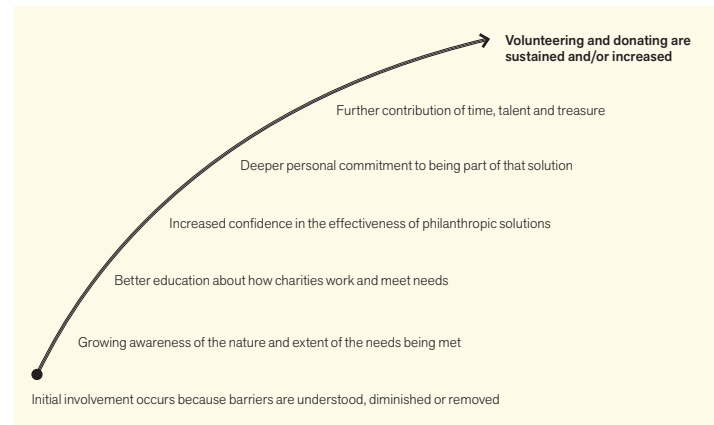 Volunteering and donating are
sustained and/or increased
Further contribution of time, talent and treasure
Deeper personal commitment to being part of that solution
Increased confidence in the effectiveness of philanthropic solutions
Better education about how charities work and meet needs
Growing awareness of the nature and extent of the needs being met
Initial involvement occurs because barriers are understood, diminished or removed